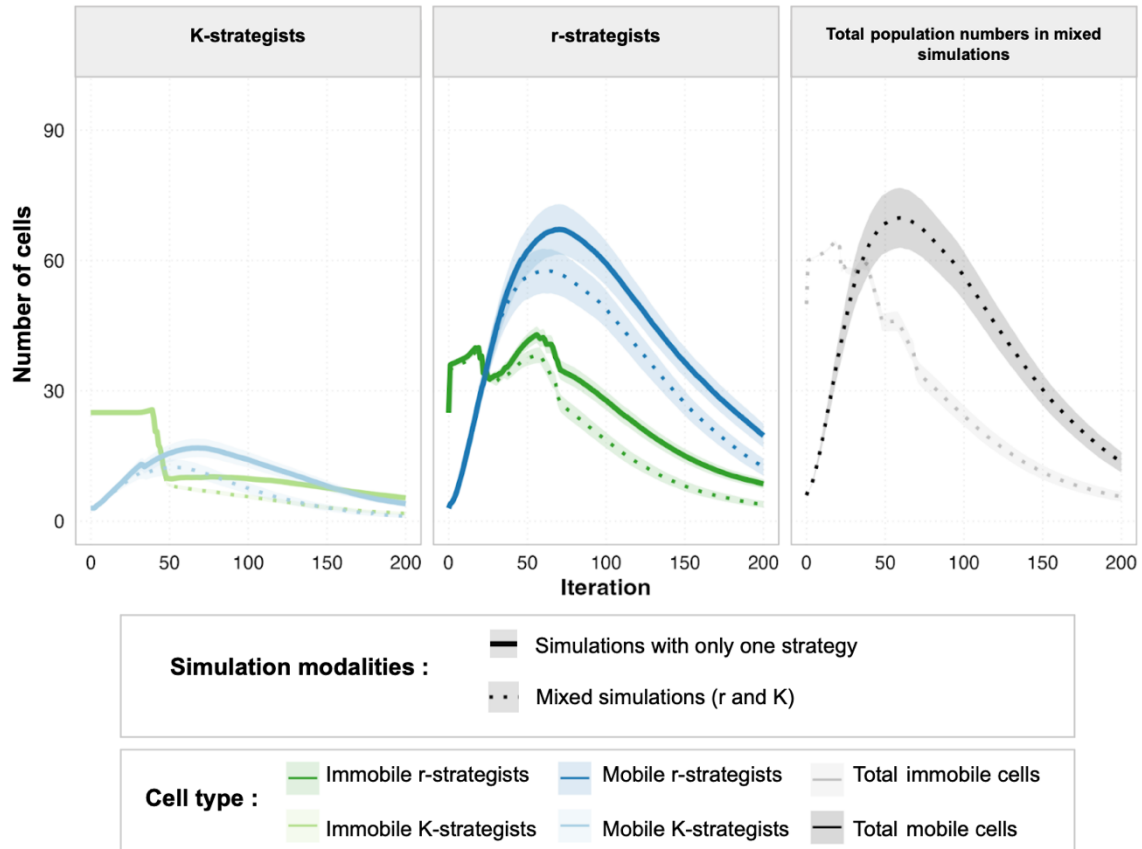 K-strategists
r-strategists
Total population numbers in mixed
simulations
Number of cells
90
60
30
0
0 50 100 150 200
0 50 100 150 200
0 50 100 150 200
Iteration
Simulation modalities :
Simulations with only one strategy
Mixed simulations (r and K)
Cell type :
Immobile r-strategists
Mobile r-strategists
Total immobile cells
Immobile K-strategists
Mobile K-strategists
Total mobile cells